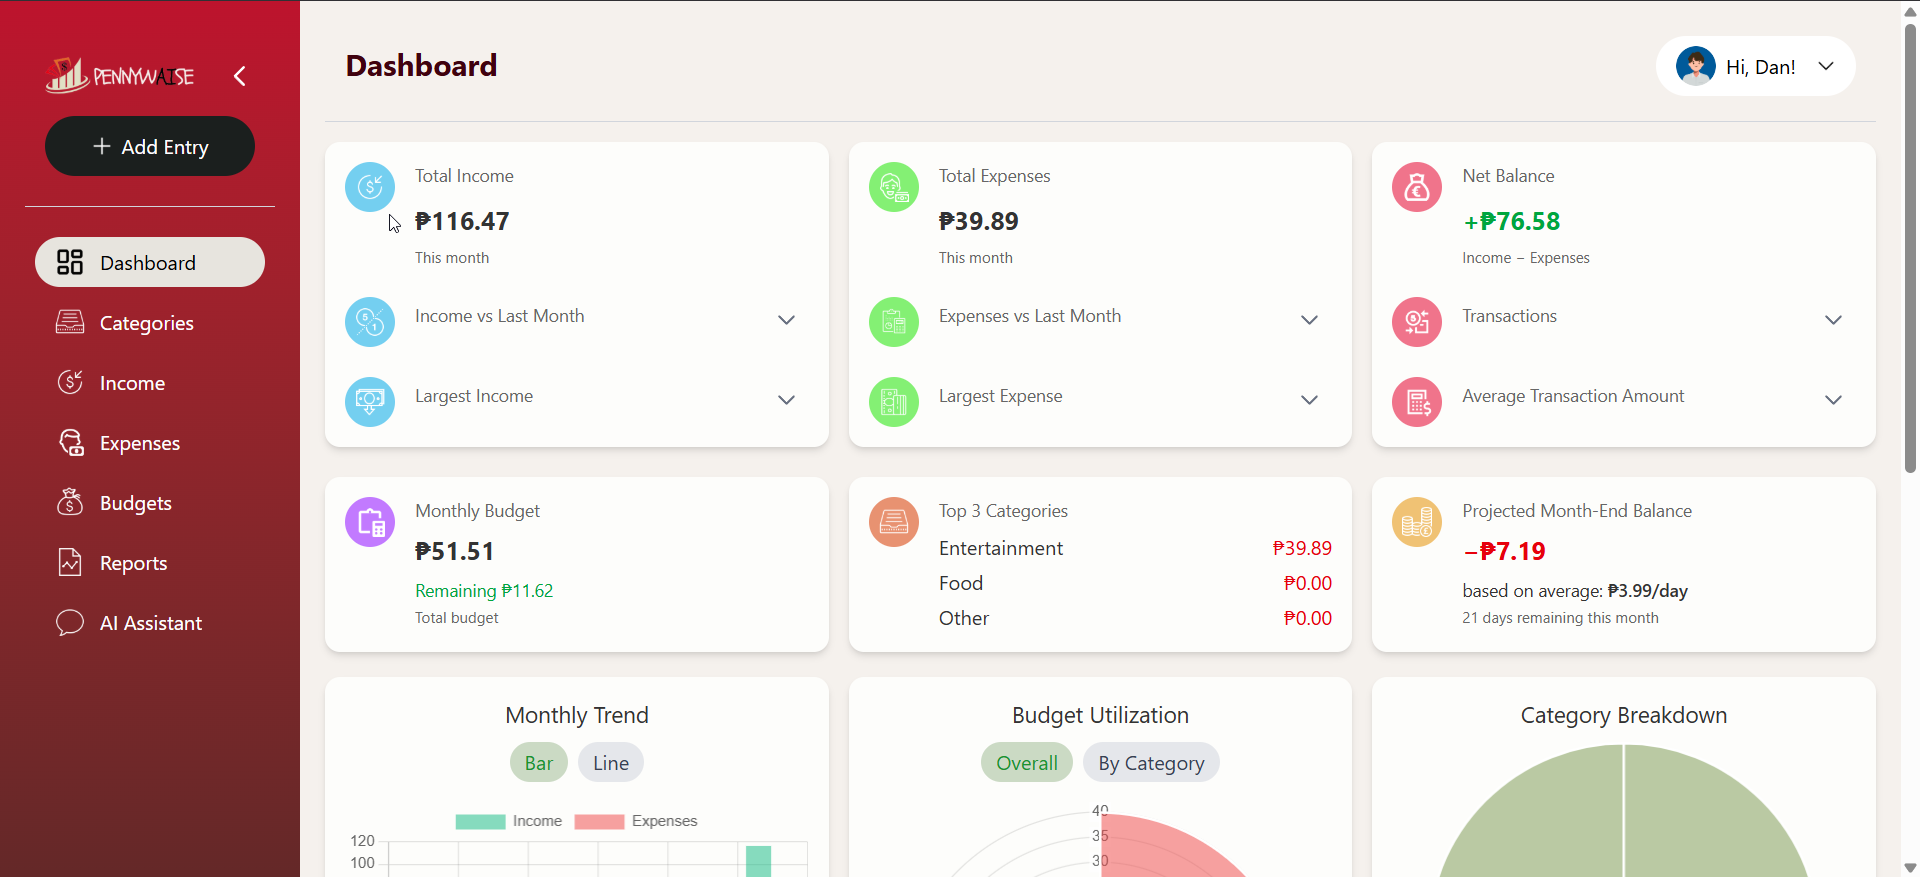 PENNYWAISE
Add Entry
Dashboard
Categories
Income
Expenses
Budgets
Reports
AI Assistant
Dashboard
Hi, Dan!
Total Income
₱116.47
This month
Income vs Last Month
Largest Income
Total Expenses
₱39.89
This month
Expenses vs Last Month
Largest Expense
Net Balance
+₱76.58
Income − Expenses
Transactions
Average Transaction Amount
Monthly Budget
₱51.51
Remaining ₱11.62
Total budget
Top 3 Categories
Entertainment ₱39.89
Food ₱0.00
Other ₱0.00
Projected Month-End Balance
−₱7.19
based on average: ₱3.99/day
21 days remaining this month
Monthly Trend
Bar Line
Income Expenses
120
100
Budget Utilization
Overall By Category
40
35
30
Category Breakdown